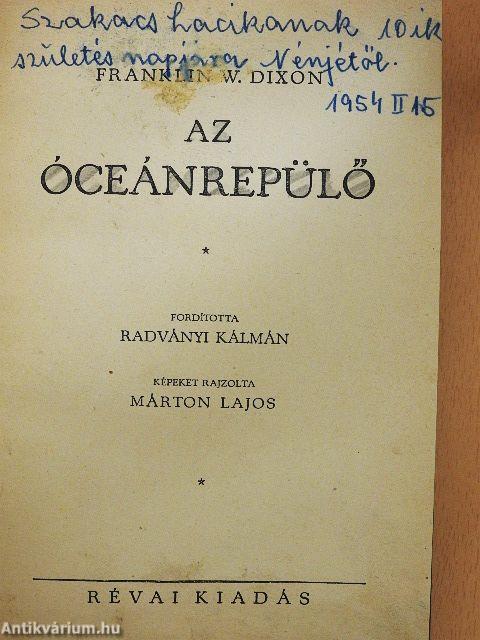 Szakács Lacikának 10ik
születés napjára Nénjétől.
1954 II 15
FRANKLIN W. DIXON
AZ
ÓCEÁNREPÜLŐ
*
FORDÍTOTTA
RADVÁNYI KÁLMÁN
KÉPEKET RAJZOLTA
MÁRTON LAJOS
*
RÉVAI KIADÁS
Antikvárium.hu